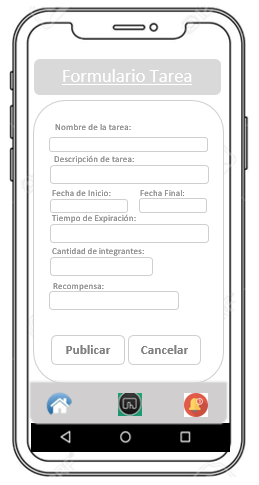 Formulario Tarea
Nombre de la tarea:
Descripción de tarea:
Fecha de Inicio: Fecha Final:
Tiempo de Expiración:
Cantidad de integrantes:
Recompensa:
Publicar Cancelar